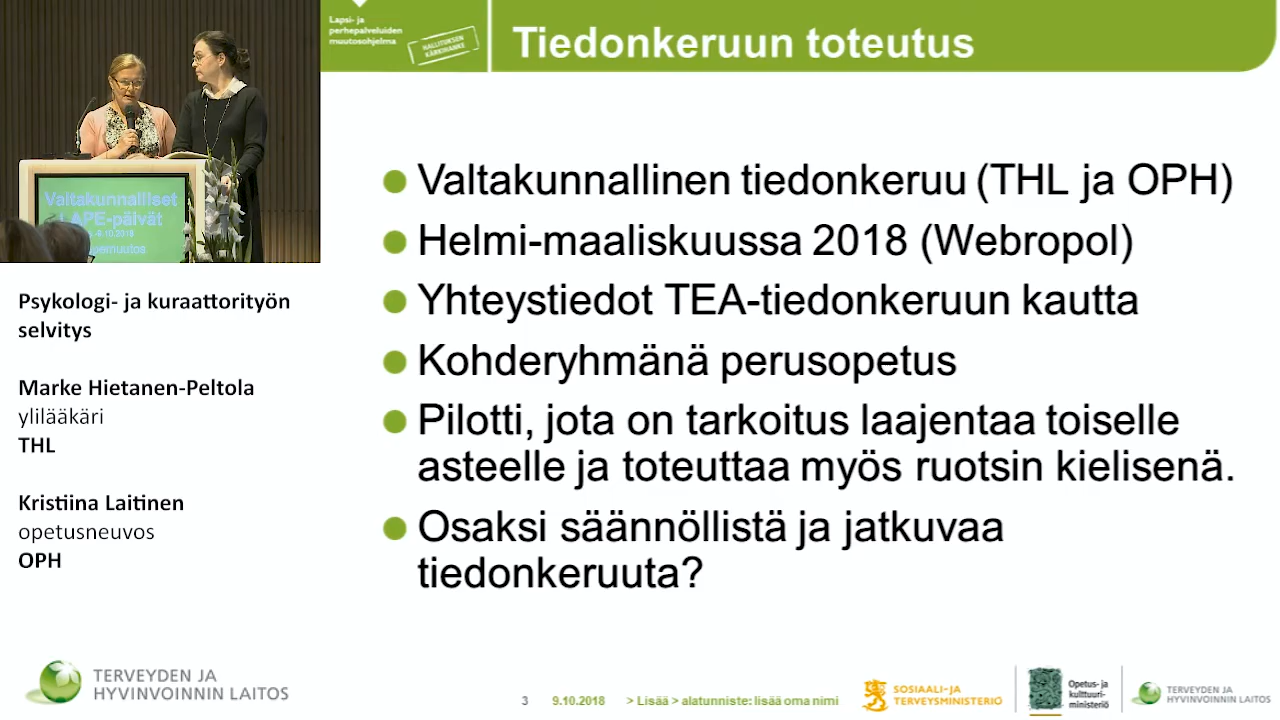 Lapsi- ja
perhepalveluiden
muutosohjelma
HALLITUKSEN
KÄRKIHANKE
Tiedonkeruun toteutus
Valtakunnalliset
LAPE-päivät
Psykologi- ja kuraattorityön
selvitys
Marke Hietanen-Peltola
ylilääkäri
THL
Kristiina Laitinen
opetusneuvos
OPH
Valtakunnallinen tiedonkeruu (THL ja OPH)
Helmi-maaliskuussa 2018 (Webropol)
Yhteystiedot TEA-tiedonkeruun kautta
Kohderyhmänä perusopetus
Pilotti, jota on tarkoitus laajentaa toiselle
asteelle ja toteuttaa myös ruotsin kielisenä.
Osaksi säännöllistä ja jatkuvaa
tiedonkeruuta?
TERVEYDEN JA
HYVINVOINNIN LAITOS
3 9.10.2018 > Lisää > alatunniste: lisää oma nimi
SOSIAALI- JA
TERVEYSMINISTERIÖ
Opetus- ja
kulttuuri-
ministeriö
TERVEYDEN JA
HYVINVOINNIN LAITOS